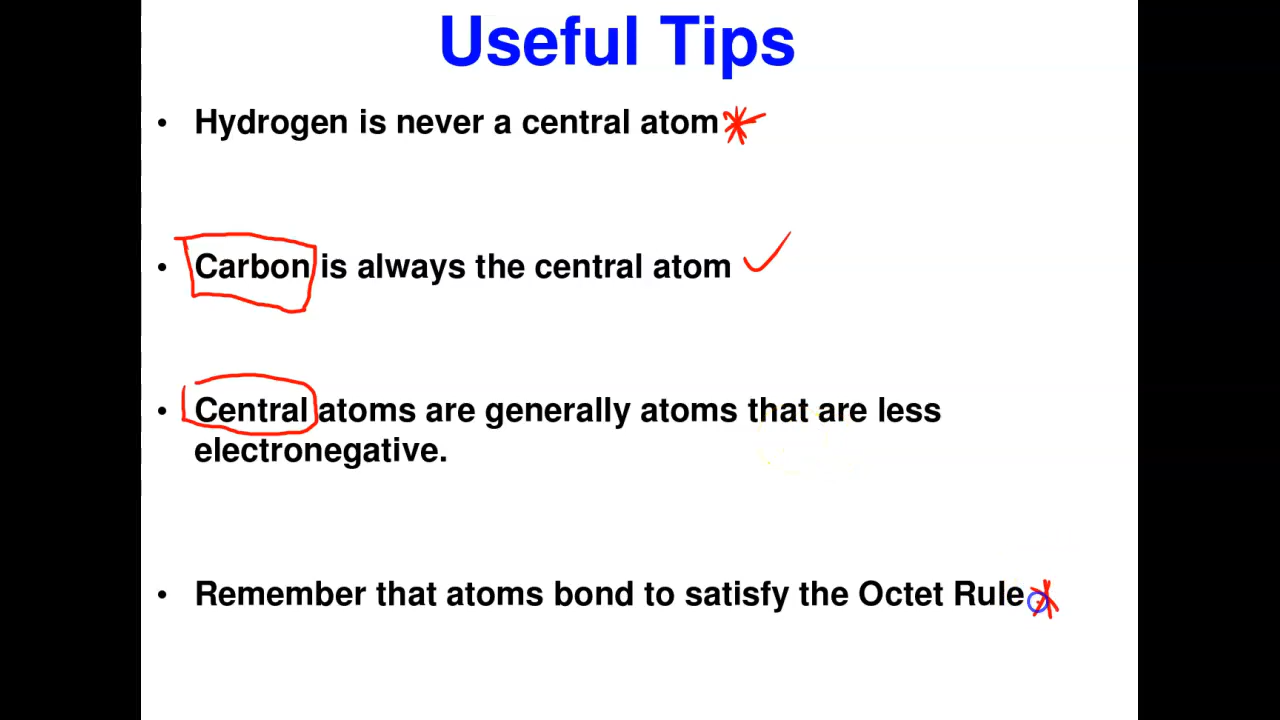 Useful Tips
• Hydrogen is never a central atom
• Carbon is always the central atom
• Central atoms are generally atoms that are less
electronegative.
• Remember that atoms bond to satisfy the Octet Rule